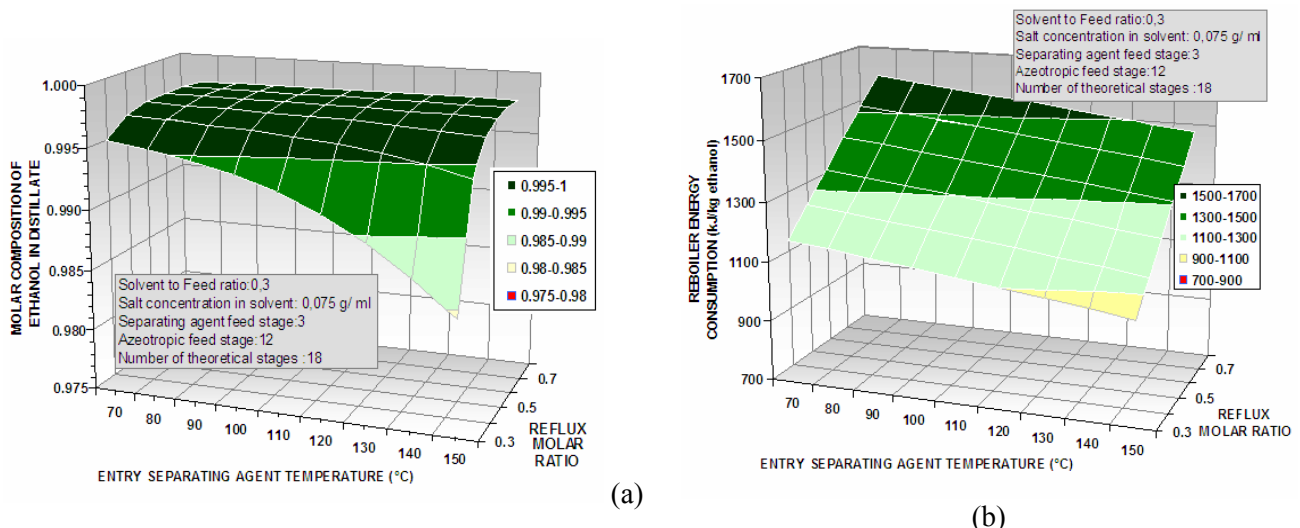 1.000
0.995
0.990
0.985
0.980
0.975
MOLAR COMPOSITION OF
ETHANOL IN DISTILLATE
Solvent to Feed ratio:0,3
Salt concentration in solvent: 0,075 g/ ml
Separating agent feed stage:3
Azeotropic feed stage:12
Number of theoretical stages :18
0.995-1
0.99-0.995
0.985-0.99
0.98-0.985
0.975-0.98
70
80
90
100
110
120
130
140
150
0.3
0.5
0.7
REFLUX
MOLAR
RATIO
ENTRY SEPARATING AGENT TEMPERATURE (°C)
(a)
Solvent to Feed ratio:0,3
Salt concentration in solvent: 0,075 g/ ml
Separating agent feed stage:3
Azeotropic feed stage:12
Number of theoretical stages :18
1700
1500
1300
1100
900
700
REBOILER ENERGY
CONSUMPTION (kJ/kg ethanol)
1500-1700
1300-1500
1100-1300
900-1100
700-900
70
80
90
100
110
120
130
140
150
0.3
0.5
0.7
REFLUX
MOLAR RATIO
ENTRY SEPARATING AGENT TEMPERATURE (°C)
(b)